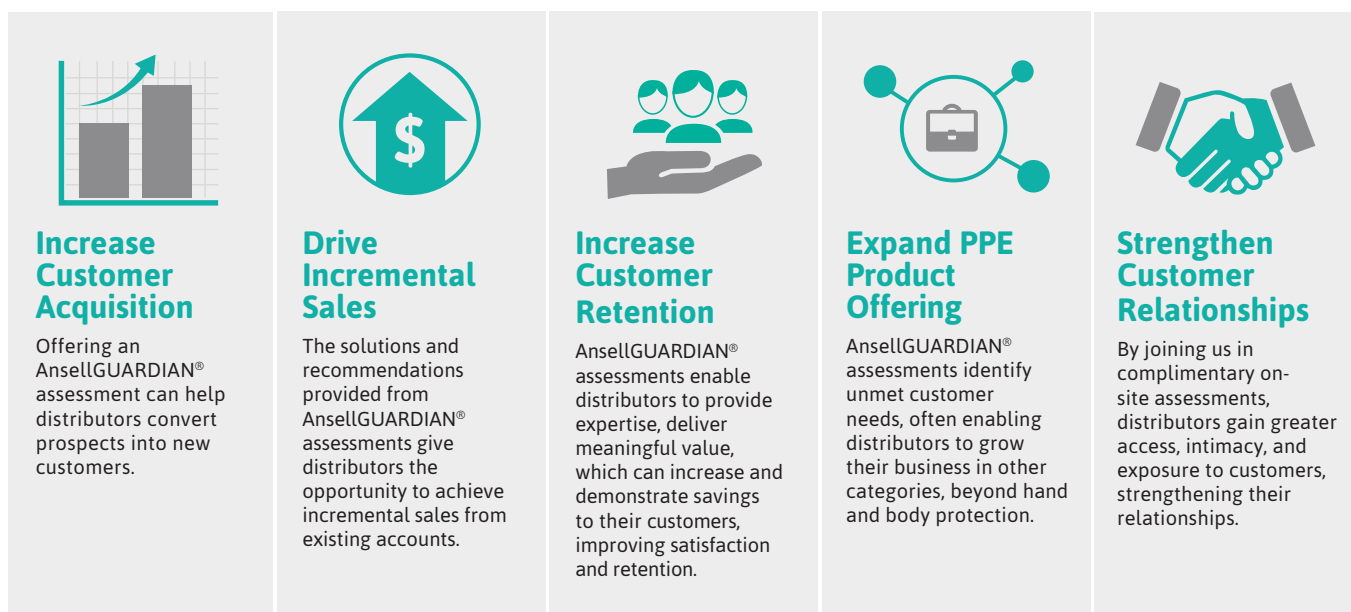 $
Increase
Customer
Acquisition
Offering an
AnsellGUARDIAN®
assessment can help
distributors convert
prospects into new
customers.
Drive
Incremental
Sales
The solutions and
recommendations
provided from
AnsellGUARDIAN®
assessments give
distributors the
opportunity to achieve
incremental sales from
existing accounts.
Increase
Customer
Retention
AnsellGUARDIAN®
assessments enable
distributors to provide
expertise, deliver
meaningful value,
which can increase and
demonstrate savings
to their customers,
improving satisfaction
and retention.
Expand PPE
Product
Offering
AnsellGUARDIAN®
assessments identify
unmet customer
needs, often enabling
distributors to grow
their business in other
categories, beyond hand
and body protection.
Strengthen
Customer
Relationships
By joining us in
complimentary on-
site assessments,
distributors gain greater
access, intimacy, and
exposure to customers,
strengthening their
relationships.